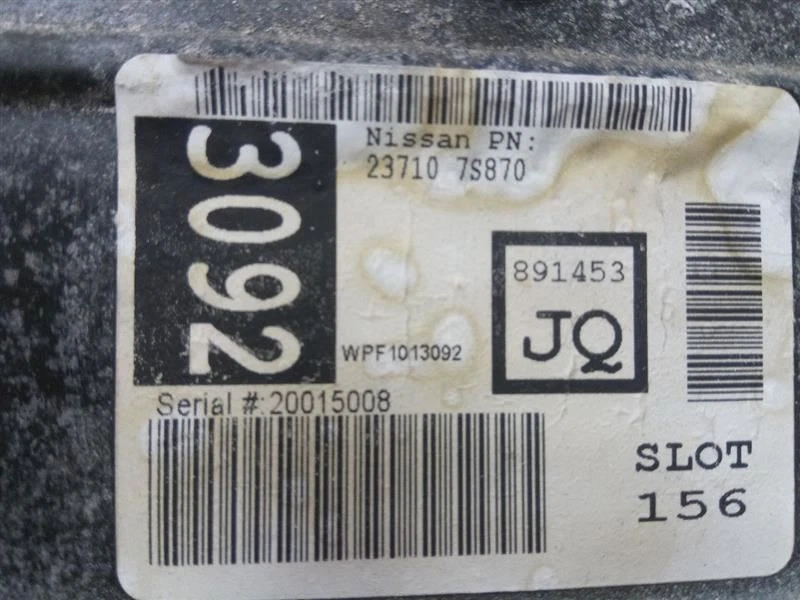 3092
Nissan PN:
23710 7S870
891453
JQ
WPF1013092
Serial #:20015008
SLOT
156